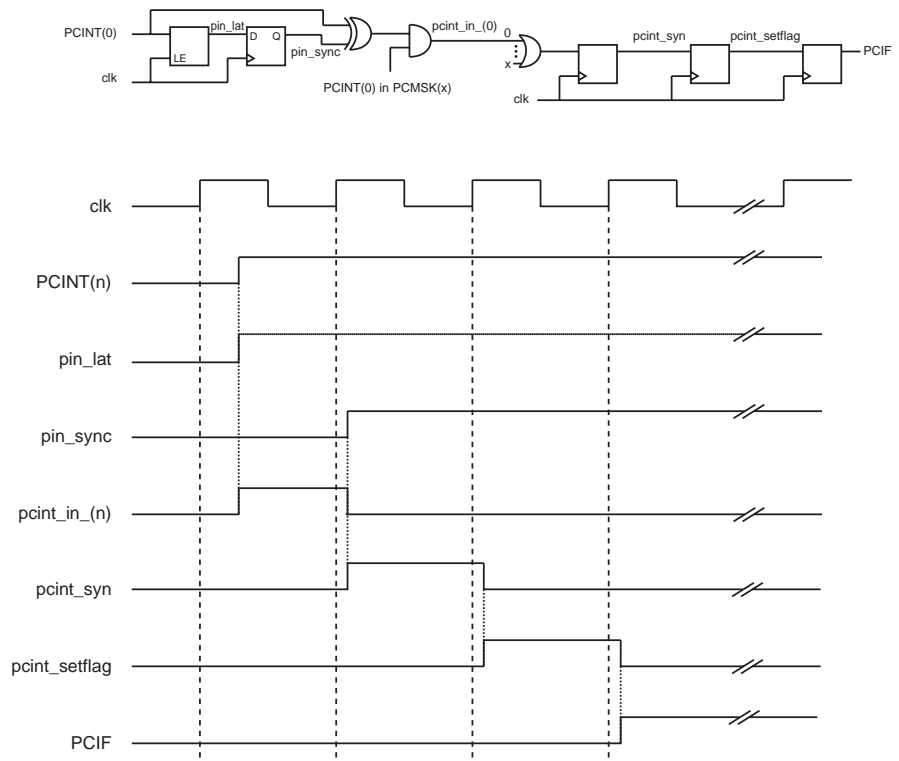 PCINT(0)
pin_lat
D Q
LE
pin_sync
clk
pcint_in_(0)
PCINT(0) in PCMSK(x)
0
x
pcint_syn
pcint_setflag
PCIF
clk
clk
PCINT(n)
pin_lat
pin_sync
pcint_in_(n)
pcint_syn
pcint_setflag
PCIF